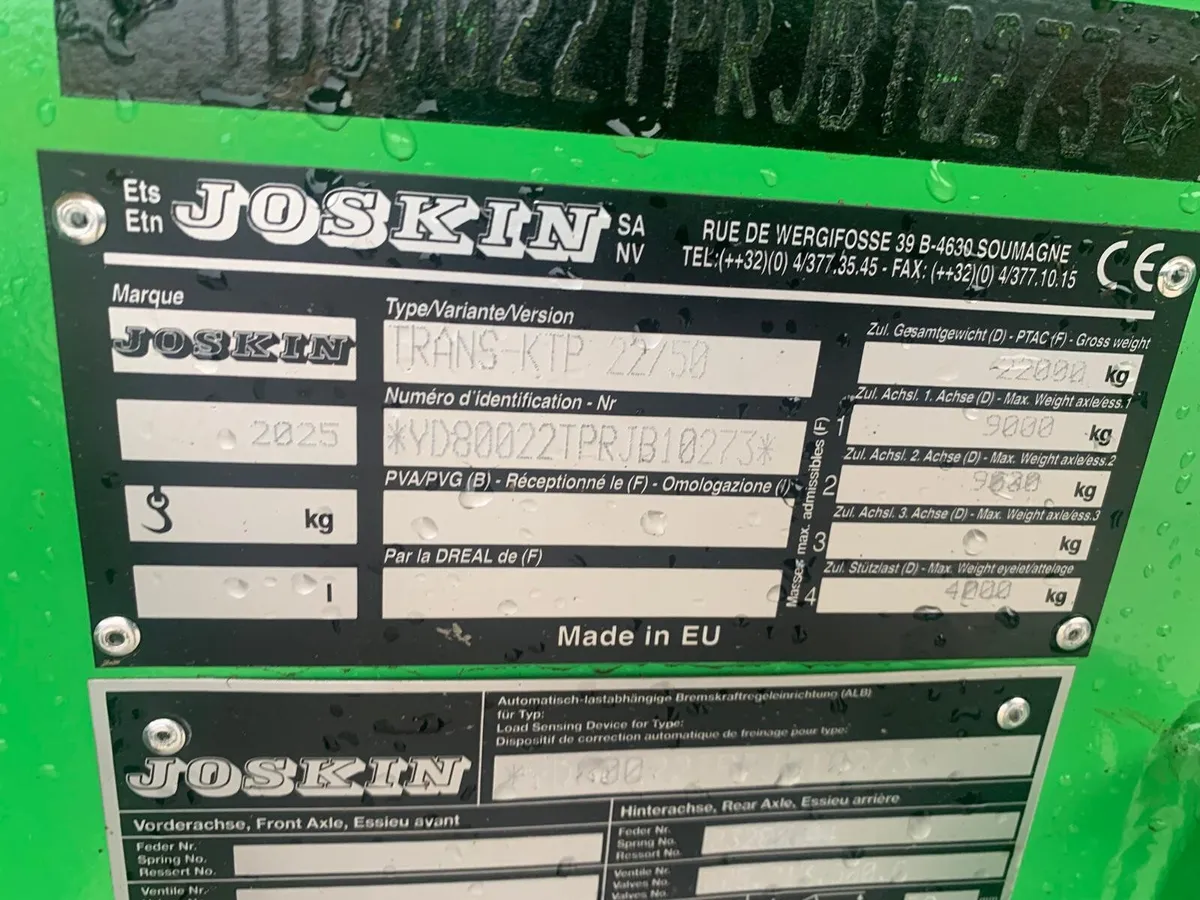 YD80022TPRJB10273
Ets JOSKIN SA
Etn NV
RUE DE WERGIFOSSE 39 B-4630 SOUMAGNE
TEL:(++32)(0) 4/377.35.45 - FAX: (++32)(0) 4/377.10.15
CE
Marque
JOSKIN
2025
kg
l
Type/Variante/Version
TRANS-KTP 22/50
Numéro d'identification - Nr
*YD80022TPRJB10273*
PVA/PVG (B) - Réceptionné le (F) - Omologazione (I)
Par la DREAL de (F)
Masses max. admissibles (F)
Zul. Gesamtgewicht (D) - PTAC (F) - Gross weight
22000 kg
Zul. Achsl. 1. Achse (D) - Max. Weight axle/ess.1
1 9000 kg
Zul. Achsl. 2. Achse (D) - Max. Weight axle/ess.2
2 9000 kg
Zul. Achsl. 3. Achse (D) - Max. Weight axle/ess.3
3 kg
Zul. Stützlast (D) - Max. Weight eyelet/attelage
4 4000 kg
Made in EU
JOSKIN
Automatisch-lastabhängige Bremskraftregeleinrichtung (ALB)
für Typ:
Load Sensing Device for Type:
Dispositif de correction automatique de freinage pour type:
Vorderachse, Front Axle, Essieu avant
Feder Nr.
Spring No.
Ressort No.
Ventile Nr.
Hinterachse, Rear Axle, Essieu arrière
Feder Nr.
Spring No.
Ressort No.
Ventile Nr.
Valves No.